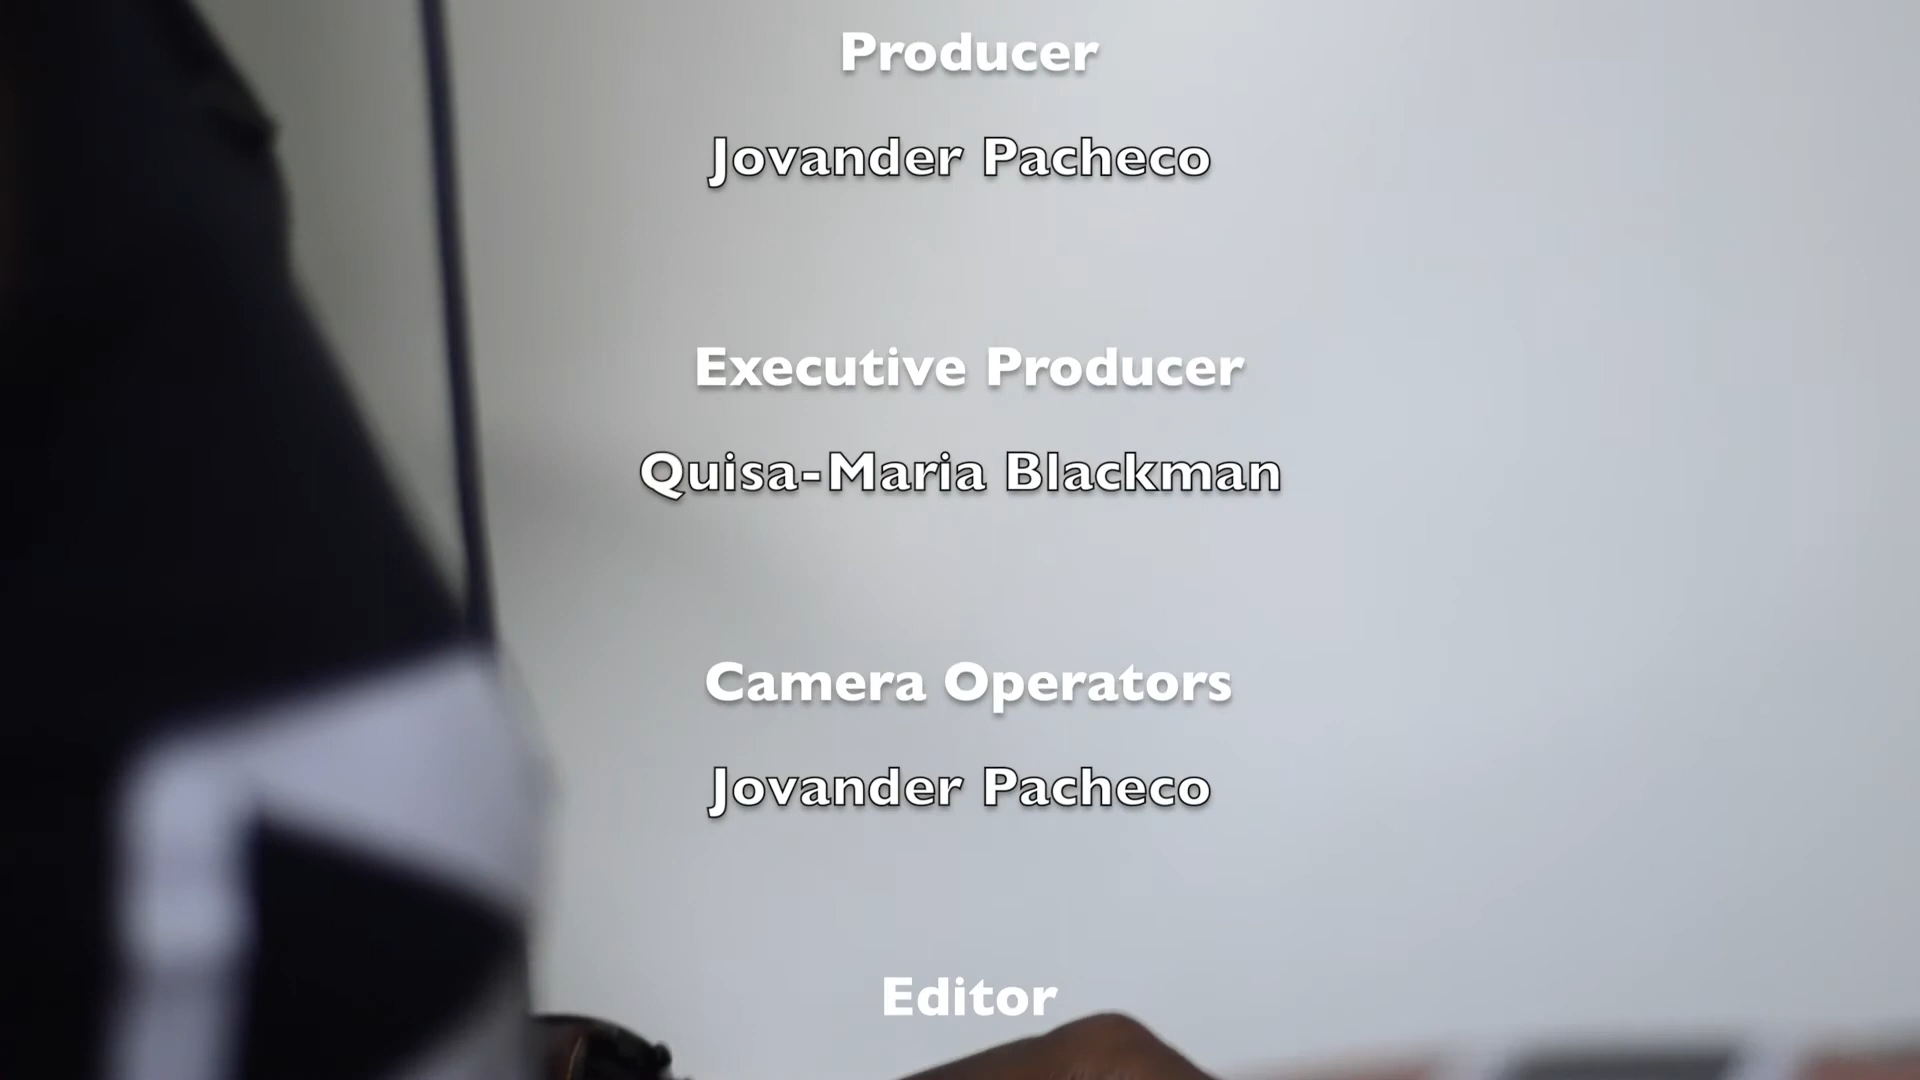 Producer
Jovander Pacheco
Executive Producer
Quisa-Maria Blackman
Camera Operators
Jovander Pacheco
Editor